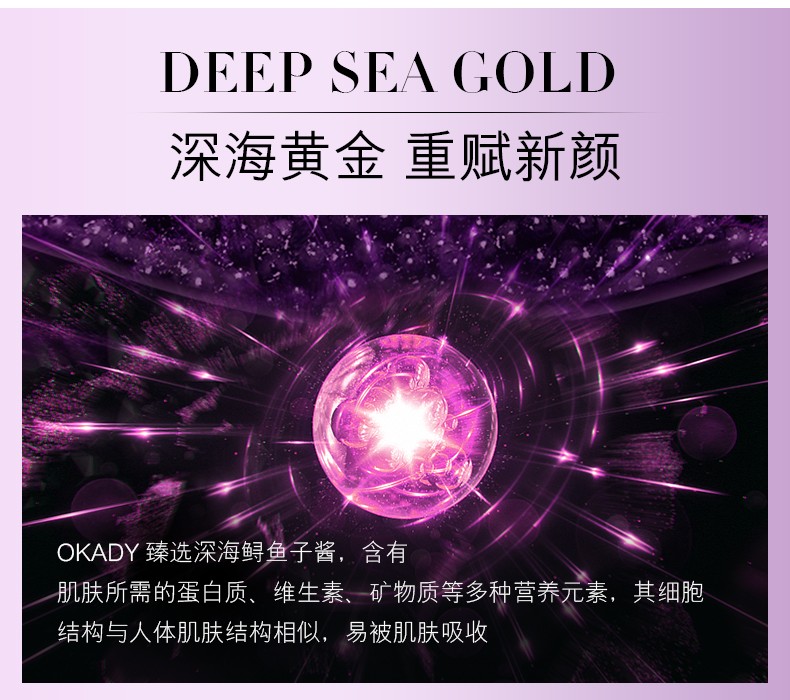 DEEP SEA GOLD
深海黄金 重赋新颜
OKADY 臻选深海鲟鱼子酱，含有
肌肤所需的蛋白质、维生素、矿物质等多种营养元素，其细胞
结构与人体肌肤结构相似，易被肌肤吸收